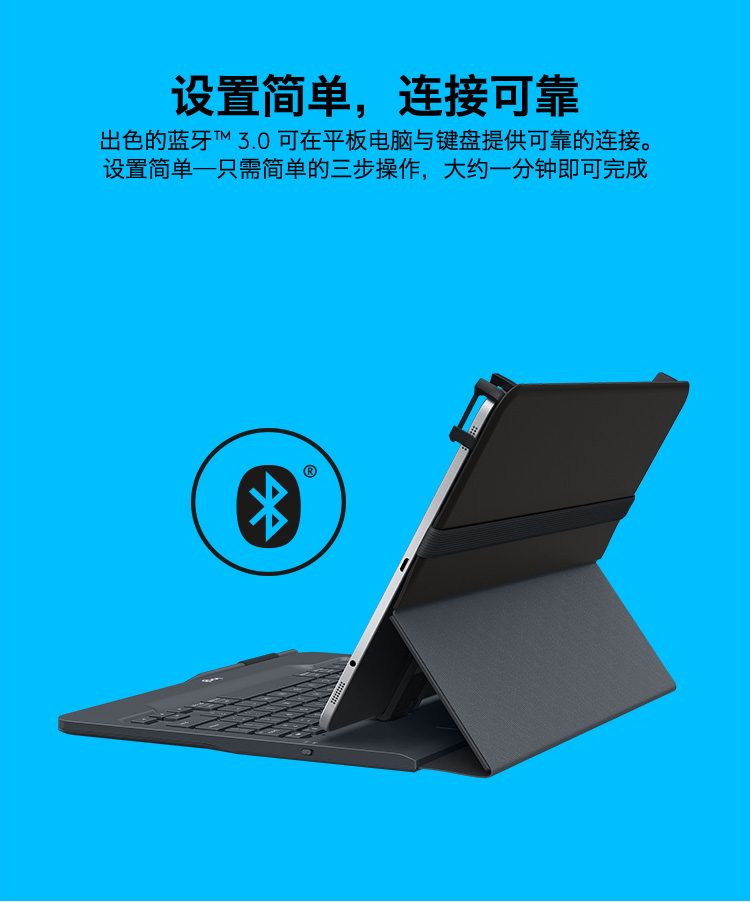 设置简单，连接可靠
出色的蓝牙™ 3.0 可在平板电脑与键盘提供可靠的连接。
设置简单—只需简单的三步操作，大约一分钟即可完成
®